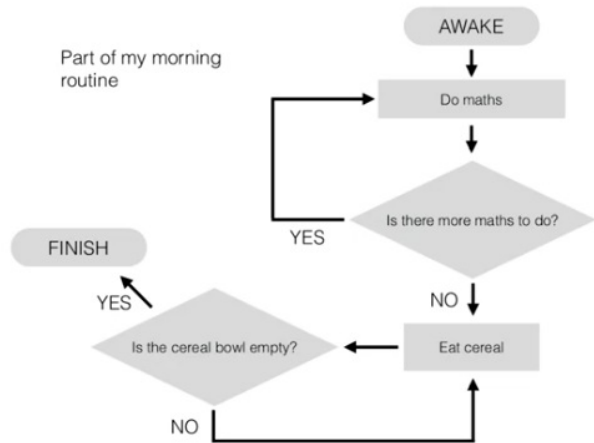 AWAKE
Part of my morning
routine
Do maths
Is there more maths to do?
YES
NO
Eat cereal
Is the cereal bowl empty?
YES
FINISH
NO